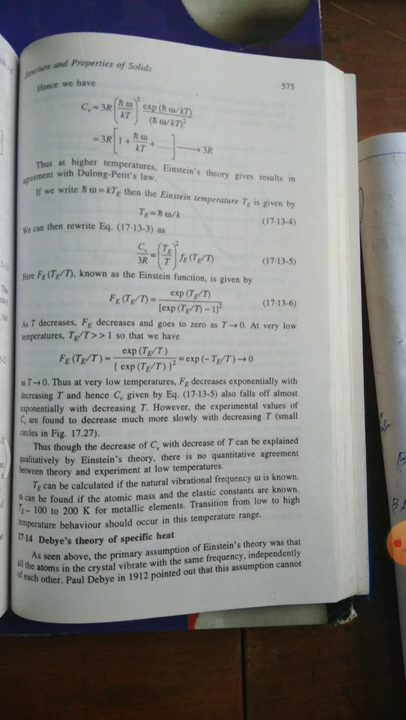 Structure and Properties of Solids
575
Hence we have
C_v = 3R (ħω/kT)² exp (ħ ω/kT) / (ħ ω/kT)²
= 3R [1 + ħ ω/kT + ......] ⟶ 3R
Thus at higher temperatures, Einstein's theory gives results in
agreement with Dulong-Petit's law.
If we write ħ ω = kT_E then the Einstein temperature T_E is given by
T_E = ħ ω/k (17·13-4)
We can then rewrite Eq. (17·13-3) as
C_v/3R = (T_E/T)² f_E (T_E/T) (17·13-5)
Here F_E (T_E/T), known as the Einstein function, is given by
F_E (T_E/T) = exp (T_E/T) / [exp (T_E/T) − 1]² (17·13-6)
As T decreases, F_E decreases and goes to zero as T → 0. At very low
temperatures, T_E/T >> 1 so that we have
F_E (T_E/T) = exp (T_E/T) / [ exp (T_E/T) ]² = exp (− T_E/T) → 0
as T → 0. Thus at very low temperatures, F_E decreases exponentially with
decreasing T and hence C_v given by Eq. (17·13-5) also falls off almost
exponentially with decreasing T. However, the experimental values of
C_v are found to decrease much more slowly with decreasing T (small
circles in Fig. 17.27).
Thus though the decrease of C_v with decrease of T can be explained
qualitatively by Einstein's theory, there is no quantitative agreement
between theory and experiment at low temperatures.
T_E can be calculated if the natural vibrational frequency ω is known.
ω can be found if the atomic mass and the elastic constants are known.
T_E ~ 100 to 200 K for metallic elements. Transition from low to high
temperature behaviour should occur in this temperature range.
17·14 Debye's theory of specific heat
As seen above, the primary assumption of Einstein's theory was that
all the atoms in the crystal vibrate with the same frequency, independently
of each other. Paul Debye in 1912 pointed out that this assumption cannot